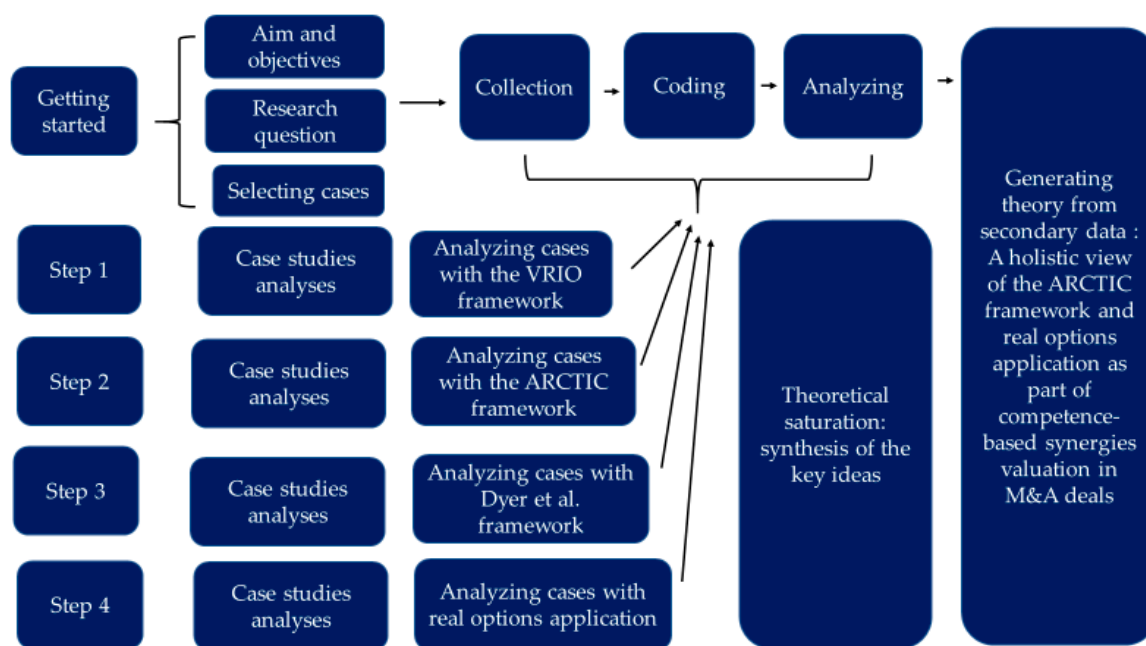 Getting
started
Aim and
objectives
Research
question
Selecting cases
Collection
Coding
Analyzing
Step 1
Case studies
analyses
Analyzing cases
with the VRIO
framework
Step 2
Case studies
analyses
Analyzing cases
with the ARCTIC
framework
Step 3
Case studies
analyses
Analyzing cases with
Dyer et al.
framework
Step 4
Case studies
analyses
Analyzing cases with
real options application
Theoretical
saturation:
synthesis of the
key ideas
Generating
theory from
secondary data :
A holistic view
of the ARCTIC
framework and
real options
application as
part of
competence-
based synergies
valuation in
M&A deals